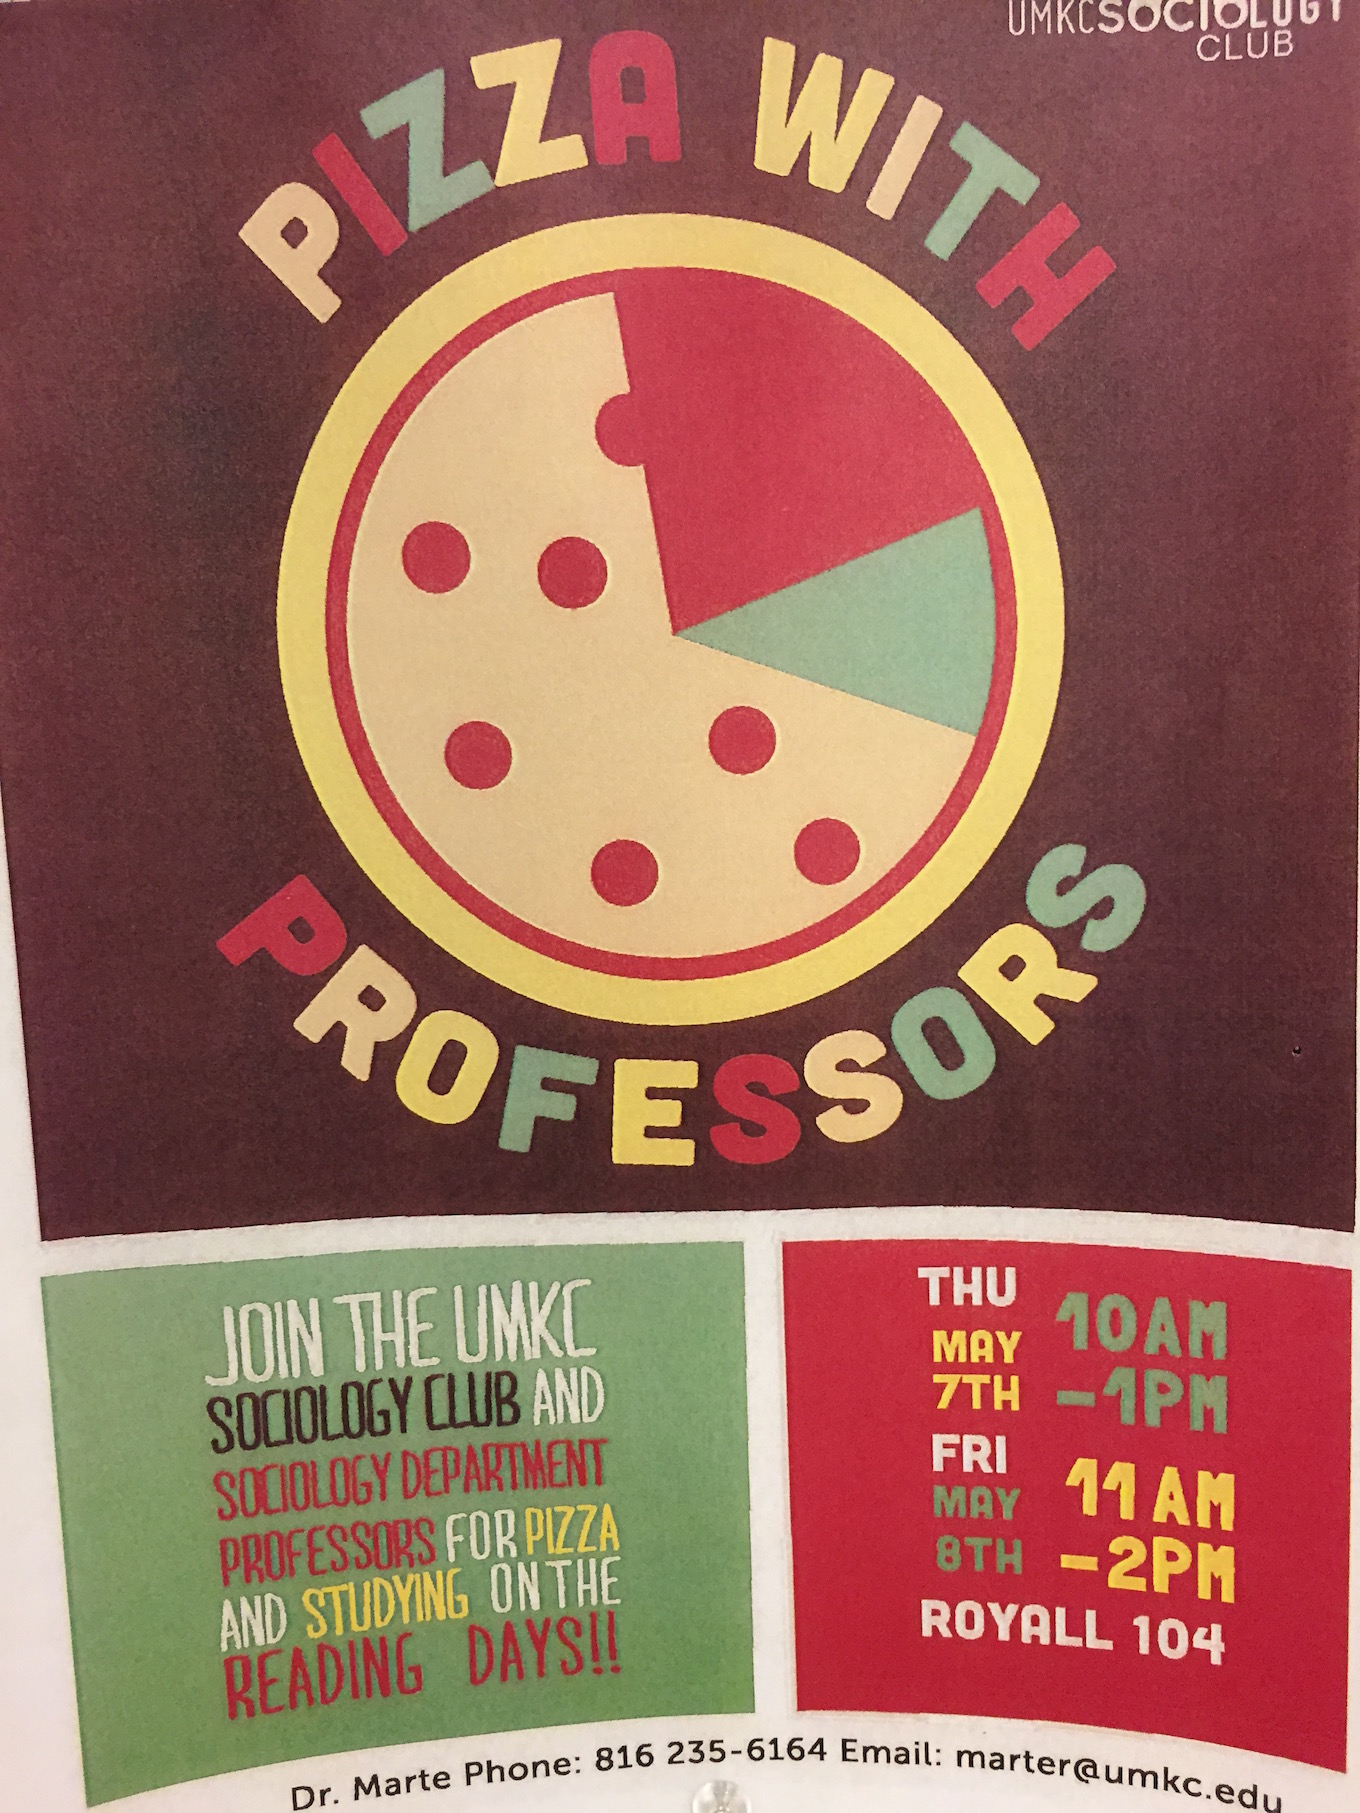 UMKCSOCIOLOGY
CLUB
PIZZA WITH
PROFESSORS
JOIN THE UMKC
SOCIOLOGY CLUB AND
SOCIOLOGY DEPARTMENT
PROFESSORS FOR PIZZA
AND STUDYING ON THE
READING DAYS!!
THU
MAY
7TH
10AM
-1PM
FRI
MAY
8TH
11AM
-2PM
ROYALL 104
Dr. Marte Phone: 816 235-6164 Email: marter@umkc.edu